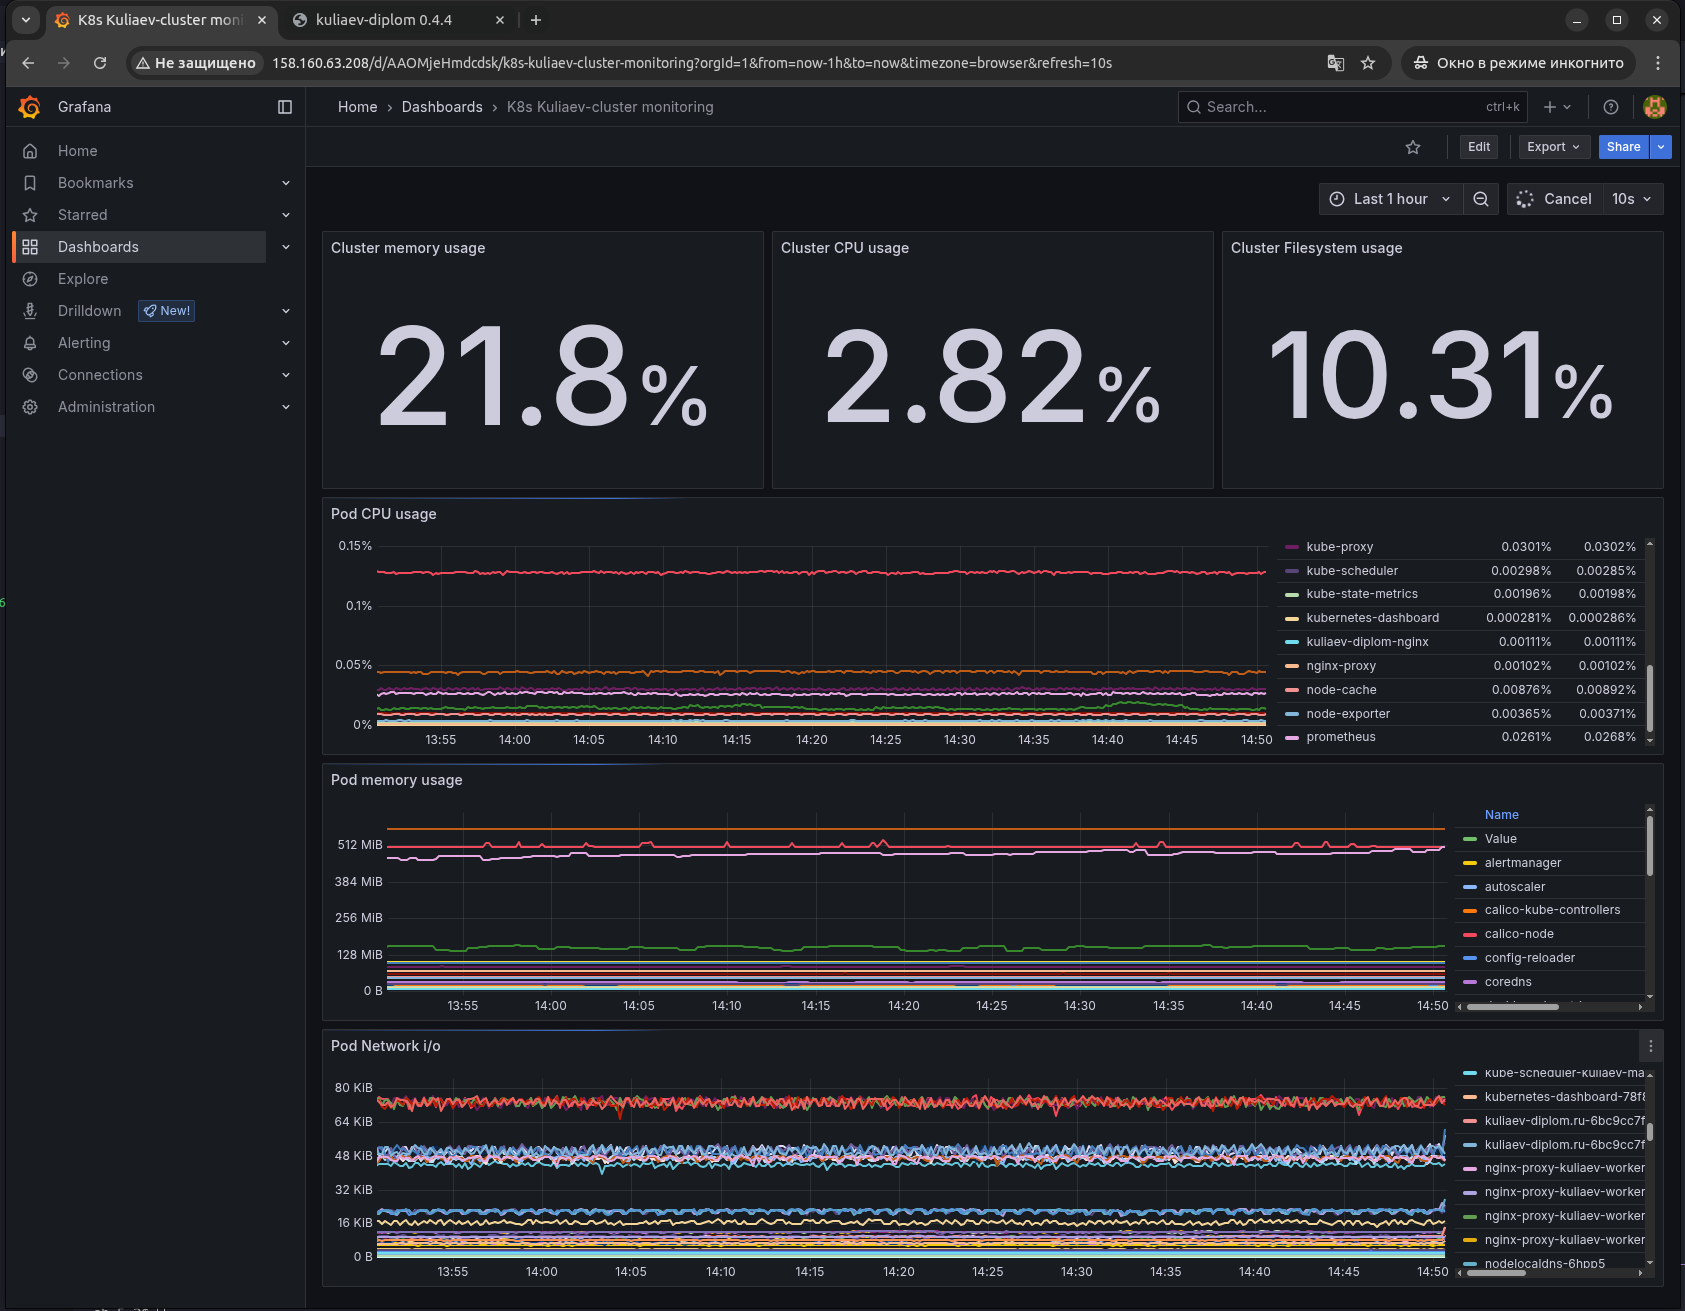 K8s Kuliaev-cluster moni
kuliaev-diplom 0.4.4
Не защищено
158.160.63.208/d/AAOMjeHmdcdsk/k8s-kuliaev-cluster-monitoring?orgId=1&from=now-1h&to=now&timezone=browser&refresh=10s
Окно в режиме инкогнито
Grafana
Home › Dashboards › K8s Kuliaev-cluster monitoring
Search... ctrl+k
Home
Bookmarks
Starred
Dashboards
Explore
Drilldown New!
Alerting
Connections
Administration
Edit Export Share
Last 1 hour Cancel 10s
Cluster memory usage
21.8%
Cluster CPU usage
2.82%
Cluster Filesystem usage
10.31%
Pod CPU usage
0.15%
0.1%
0.05%
0%
13:55 14:00 14:05 14:10 14:15 14:20 14:25 14:30 14:35 14:40 14:45 14:50
kube-proxy 0.0301% 0.0302%
kube-scheduler 0.00298% 0.00285%
kube-state-metrics 0.00196% 0.00198%
kubernetes-dashboard 0.000281% 0.000286%
kuliaev-diplom-nginx 0.00111% 0.00111%
nginx-proxy 0.00102% 0.00102%
node-cache 0.00876% 0.00892%
node-exporter 0.00365% 0.00371%
prometheus 0.0261% 0.0268%
Pod memory usage
512 MiB
384 MiB
256 MiB
128 MiB
0 B
13:55 14:00 14:05 14:10 14:15 14:20 14:25 14:30 14:35 14:40 14:45 14:50
Name
Value
alertmanager
autoscaler
calico-kube-controllers
calico-node
config-reloader
coredns
Pod Network i/o
80 KiB
64 KiB
48 KiB
32 KiB
16 KiB
0 B
13:55 14:00 14:05 14:10 14:15 14:20 14:25 14:30 14:35 14:40 14:45 14:50
kube-scheduler-kuliaev-ma
kubernetes-dashboard-78f8
kuliaev-diplom.ru-6bc9cc7f
kuliaev-diplom.ru-6bc9cc7f
nginx-proxy-kuliaev-worker
nginx-proxy-kuliaev-worker
nginx-proxy-kuliaev-worker
nginx-proxy-kuliaev-worker
nodelocaldns-6hpp5